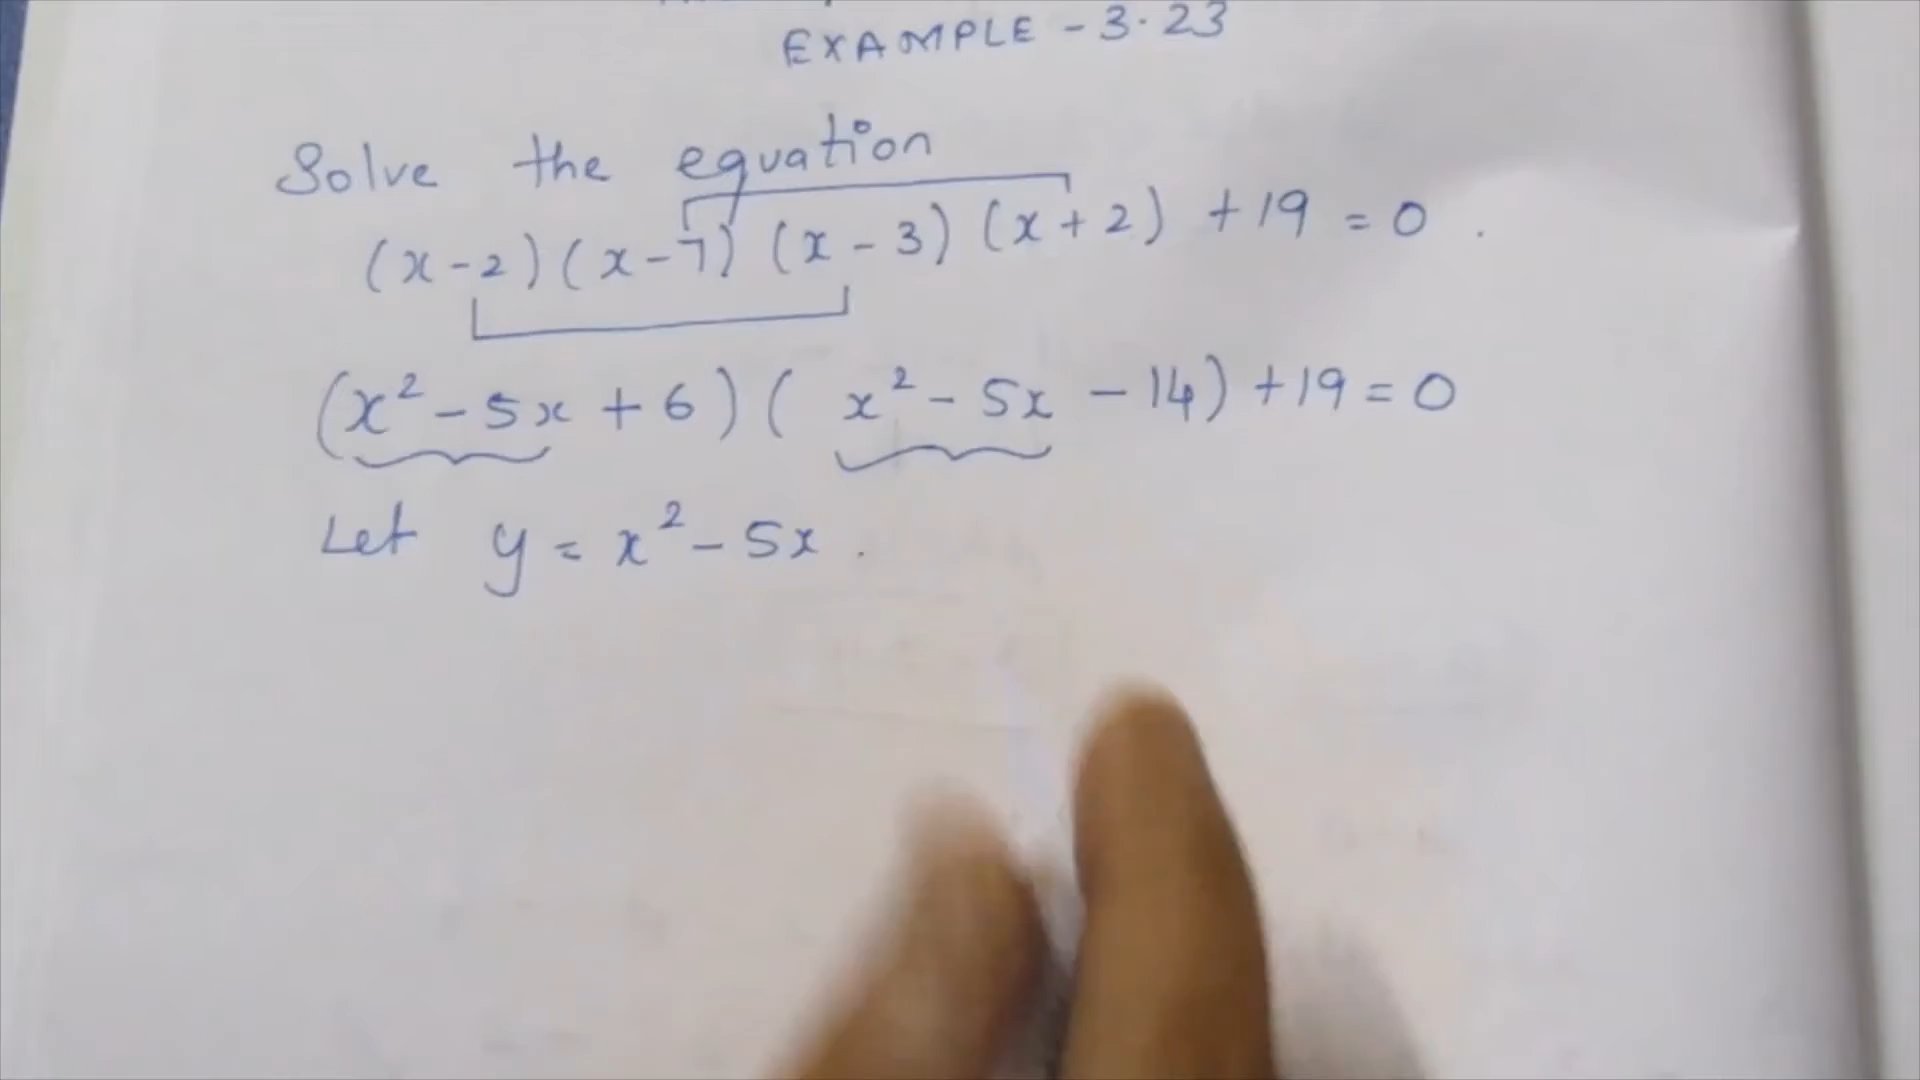 EXAMPLE - 3.23
Solve the equation
(x-2)(x-7)(x-3)(x+2)+19=0.
(x²-5x+6)(x²-5x-14)+19=0
Let y=x²-5x.